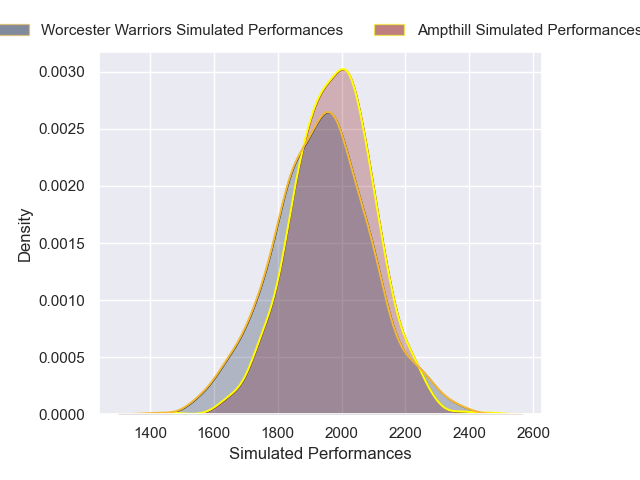 Worcester Warriors Simulated Performances
Ampthill Simulated Performances
0.0030
0.0025
0.0020
0.0015
0.0010
0.0005
0.0000
Density
1400 1600 1800 2000 2200 2400 2600
Simulated Performances